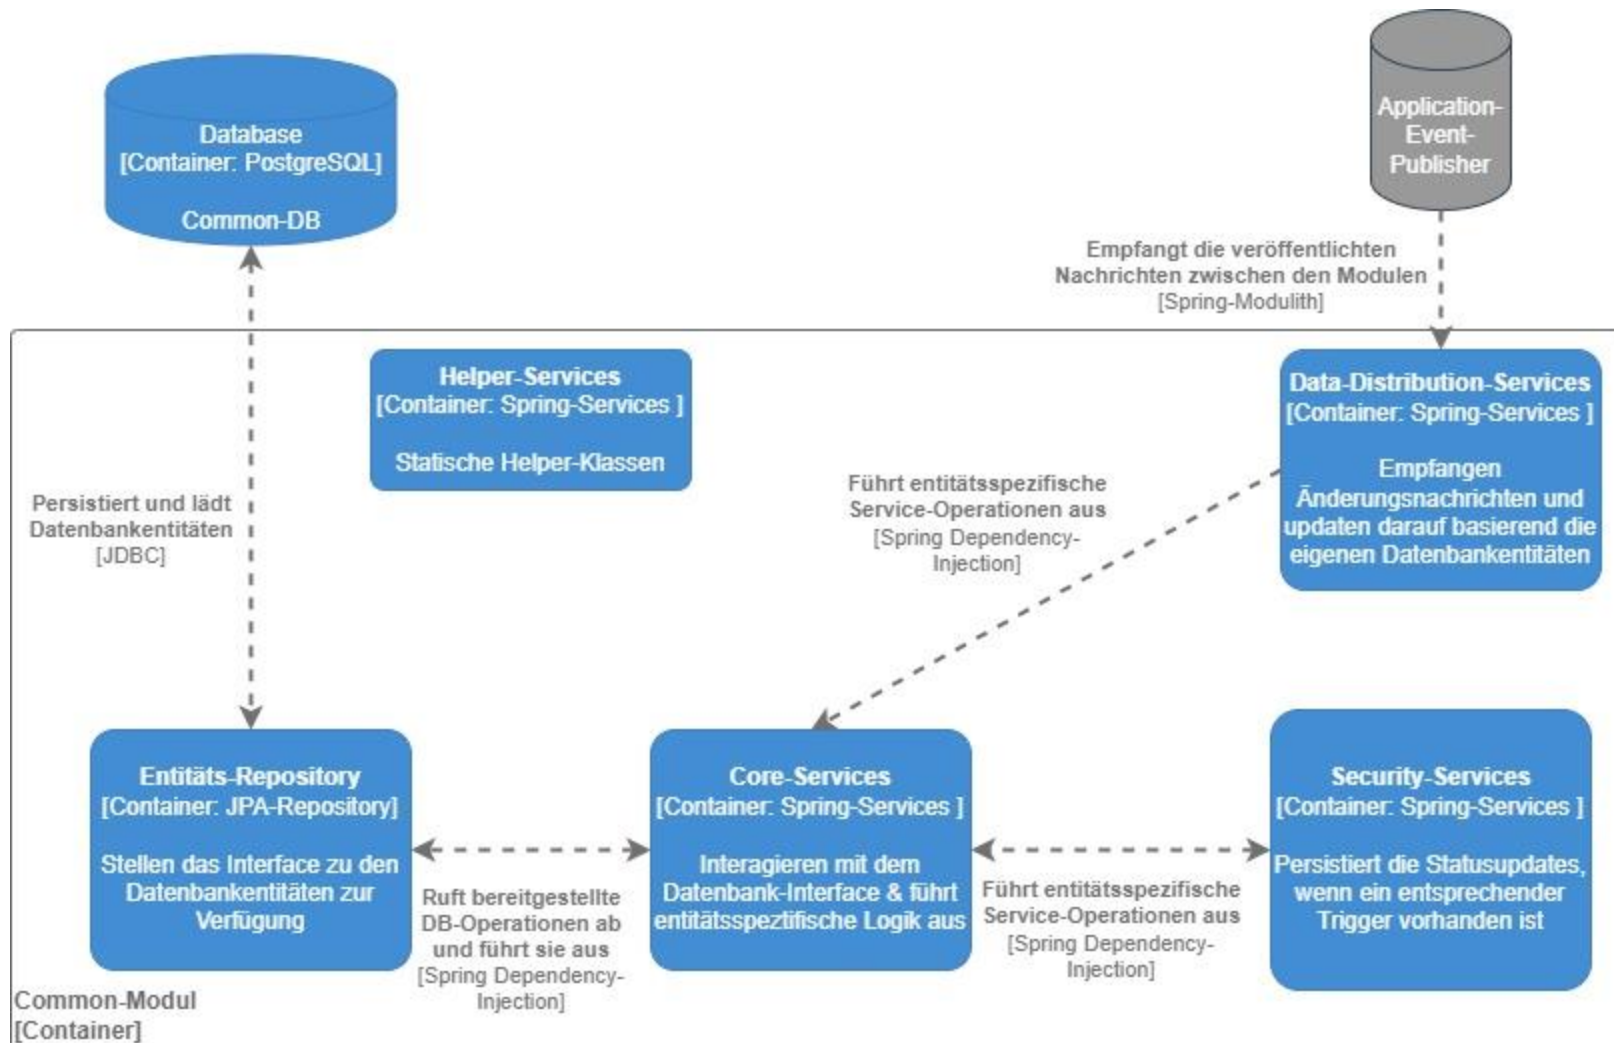 Database
[Container: PostgreSQL]
Common-DB
Application-
Event-
Publisher
Empfangt die veröffentlichten
Nachrichten zwischen den Modulen
[Spring-Modulith]
Helper-Services
[Container: Spring-Services ]
Statische Helper-Klassen
Data-Distribution-Services
[Container: Spring-Services ]
Empfangen
Änderungsnachrichten und
updaten darauf basierend die
eigenen Datenbankentitäten
Persistiert und lädt
Datenbankentitäten
[JDBC]
Führt entitätsspezifische
Service-Operationen aus
[Spring Dependency-
Injection]
Entitäts-Repository
[Container: JPA-Repository]
Stellen das Interface zu den
Datenbankentitäten zur
Verfügung
Ruft bereitgestellte
DB-Operationen ab
und führt sie aus
[Spring Dependency-
Injection]
Core-Services
[Container: Spring-Services ]
Interagieren mit dem
Datenbank-Interface & führt
entitätsspeztifische Logik aus
Führt entitätsspezifische
Service-Operationen aus
[Spring Dependency-
Injection]
Security-Services
[Container: Spring-Services ]
Persistiert die Statusupdates,
wenn ein entsprechender
Trigger vorhanden ist
Common-Modul
[Container]